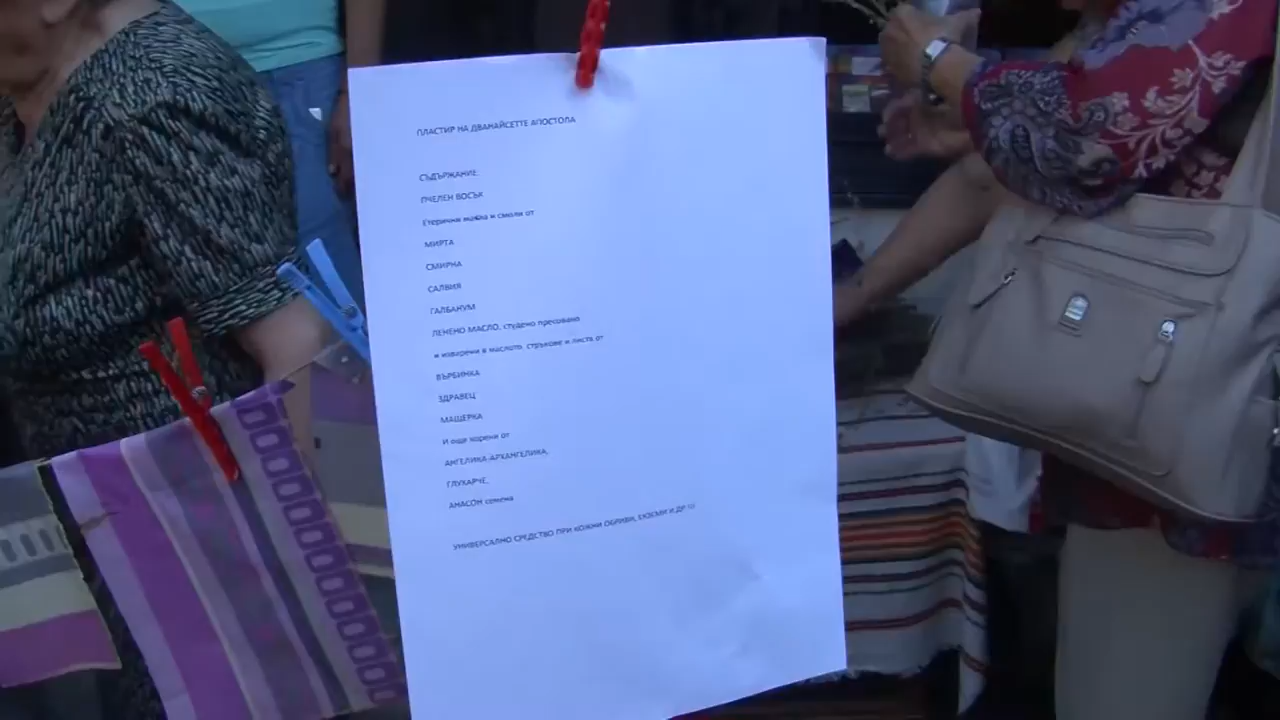 ПЛАСТИР НА ДВАНАЙСЕТТЕ АПОСТОЛА
СЪДЪРЖАНИЕ
ПЧЕЛЕН ВОСЪК
Етерични масла и смоли от
МИРТА
СМИРНА
САЛВИЯ
ГАЛБАНУМ
ЛЕНЕНО МАСЛО, студено пресовано
и изварени в маслото стръкове и листа от
ВЪРБИНКА
ЗДРАВЕЦ
МАЩЕРКА
И още корени от
АНГЕЛИКА-АРХАНГЕЛИКА,
ГЛУХАРЧЕ,
АНАСОН семена
УНИВЕРСАЛНО СРЕДСТВО ПРИ КОЖНИ ОБРИВИ, ЕКЗЕМИ И ДР !!!